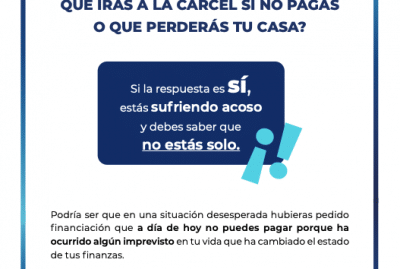 QUE IRÁS A LA CÁRCEL SI NO PAGAS
O QUE PERDERÁS TU CASA?
Si la respuesta es sí,
estás sufriendo acoso
y debes saber que
no estás solo.
Podría ser que en una situación desesperada hubieras pedido
financiación que a día de hoy no puedes pagar porque ha
ocurrido algún imprevisto en tu vida que ha cambiado el estado
de tus finanzas.